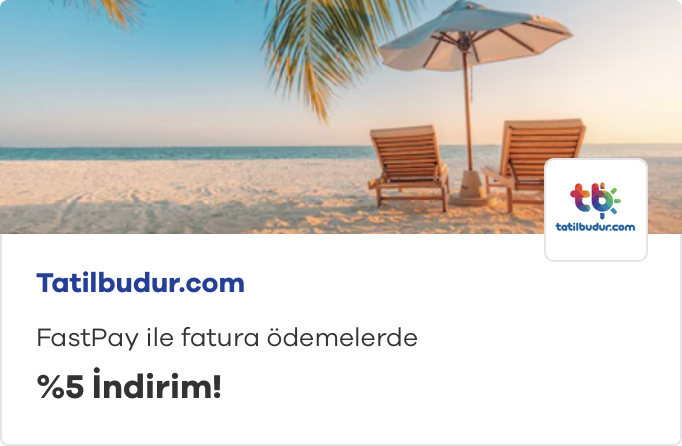 tb
tatilbudur.com
Tatilbudur.com
FastPay ile fatura ödemelerde
%5 İndirim!